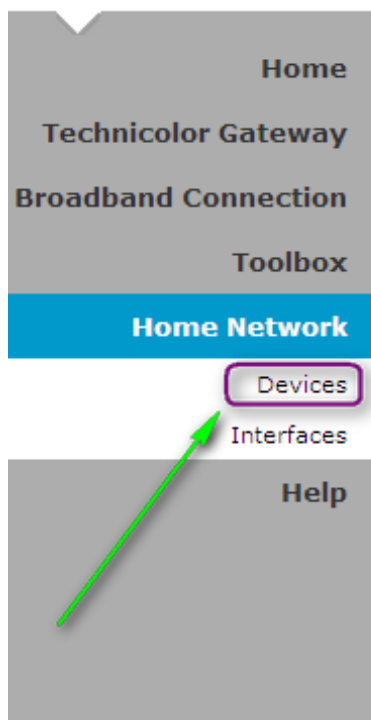 Home
Technicolor Gateway
Broadband Connection
Toolbox
Home Network
Devices
Interfaces
Help